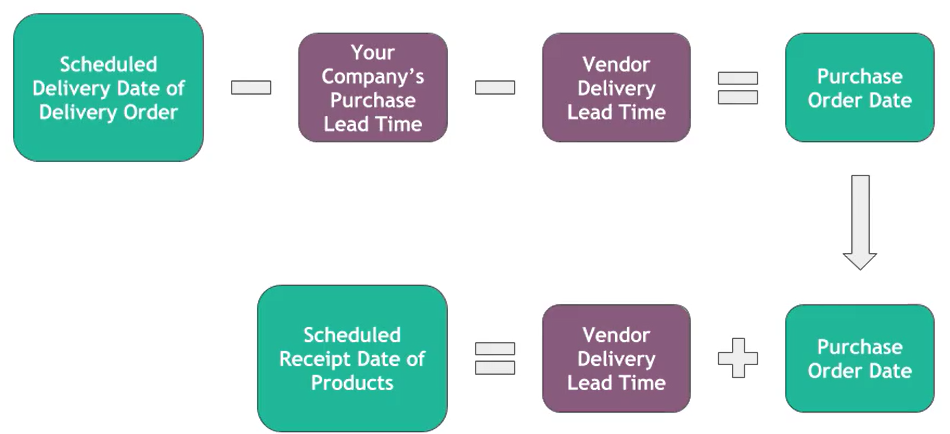 Scheduled
Delivery Date of
Delivery Order
Your
Company’s
Purchase
Lead Time
Vendor
Delivery
Lead Time
Purchase
Order Date
Scheduled
Receipt Date of
Products
Vendor
Delivery
Lead Time
Purchase
Order Date